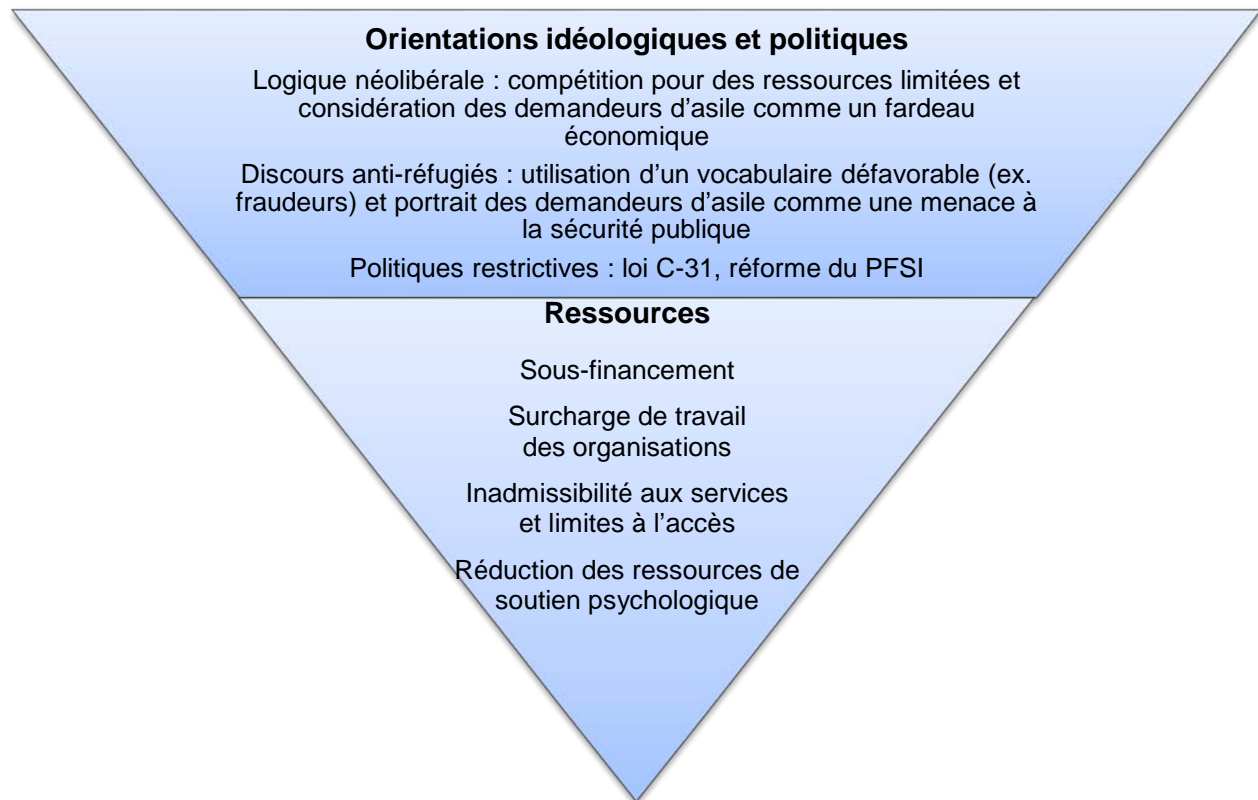 Orientations idéologiques et politiques
Logique néolibérale : compétition pour des ressources limitées et
considération des demandeurs d’asile comme un fardeau
économique
Discours anti-réfugiés : utilisation d’un vocabulaire défavorable (ex.
fraudeurs) et portrait des demandeurs d’asile comme une menace à
la sécurité publique
Politiques restrictives : loi C-31, réforme du PFSI
Ressources
Sous-financement
Surcharge de travail
des organisations
Inadmissibilité aux services
et limites à l’accès
Réduction des ressources de
soutien psychologique